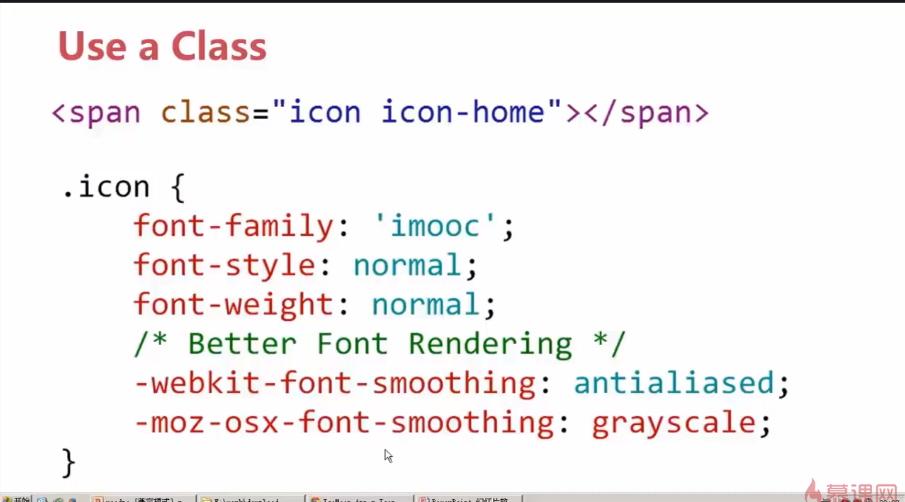 Use a Class
<span class="icon icon-home"></span>
.icon {
    font-family: 'imooc';
    font-style: normal;
    font-weight: normal;
    /* Better Font Rendering */
    -webkit-font-smoothing: antialiased;
    -moz-osx-font-smoothing: grayscale;
}
慕课网